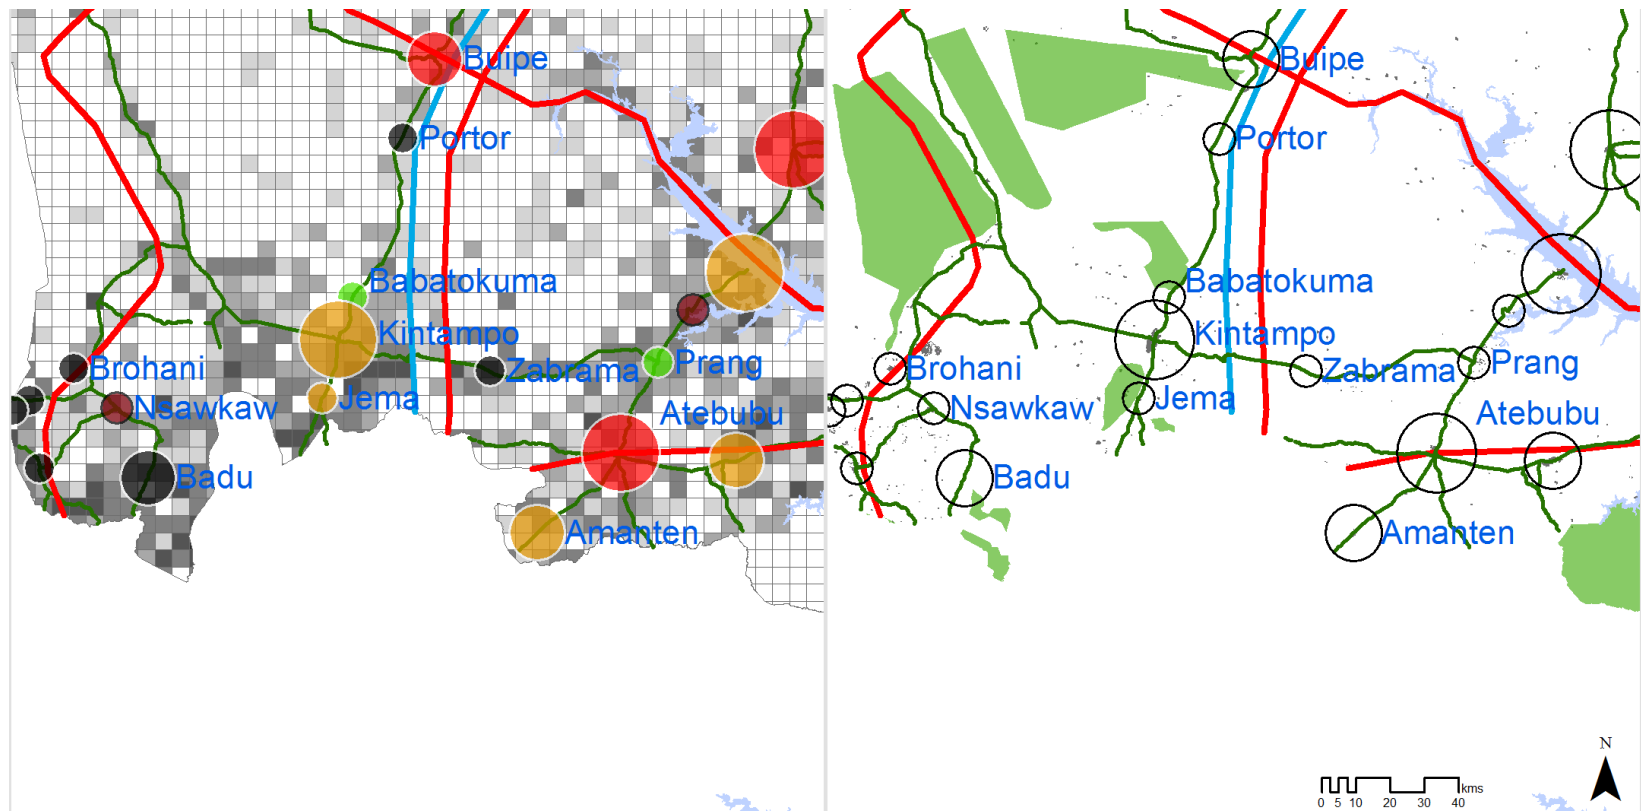 Buipe
Portor
Babatokuma
Kintampo
Brohani
Zabrama
Prang
Nsawkaw
Jema
Atebubu
Badu
Amanten
Buipe
Portor
Babatokuma
Kintampo
Brohani
Zabrama
Prang
Nsawkaw
Jema
Atebubu
Badu
Amanten
N
kms
0 5 10 20 30 40